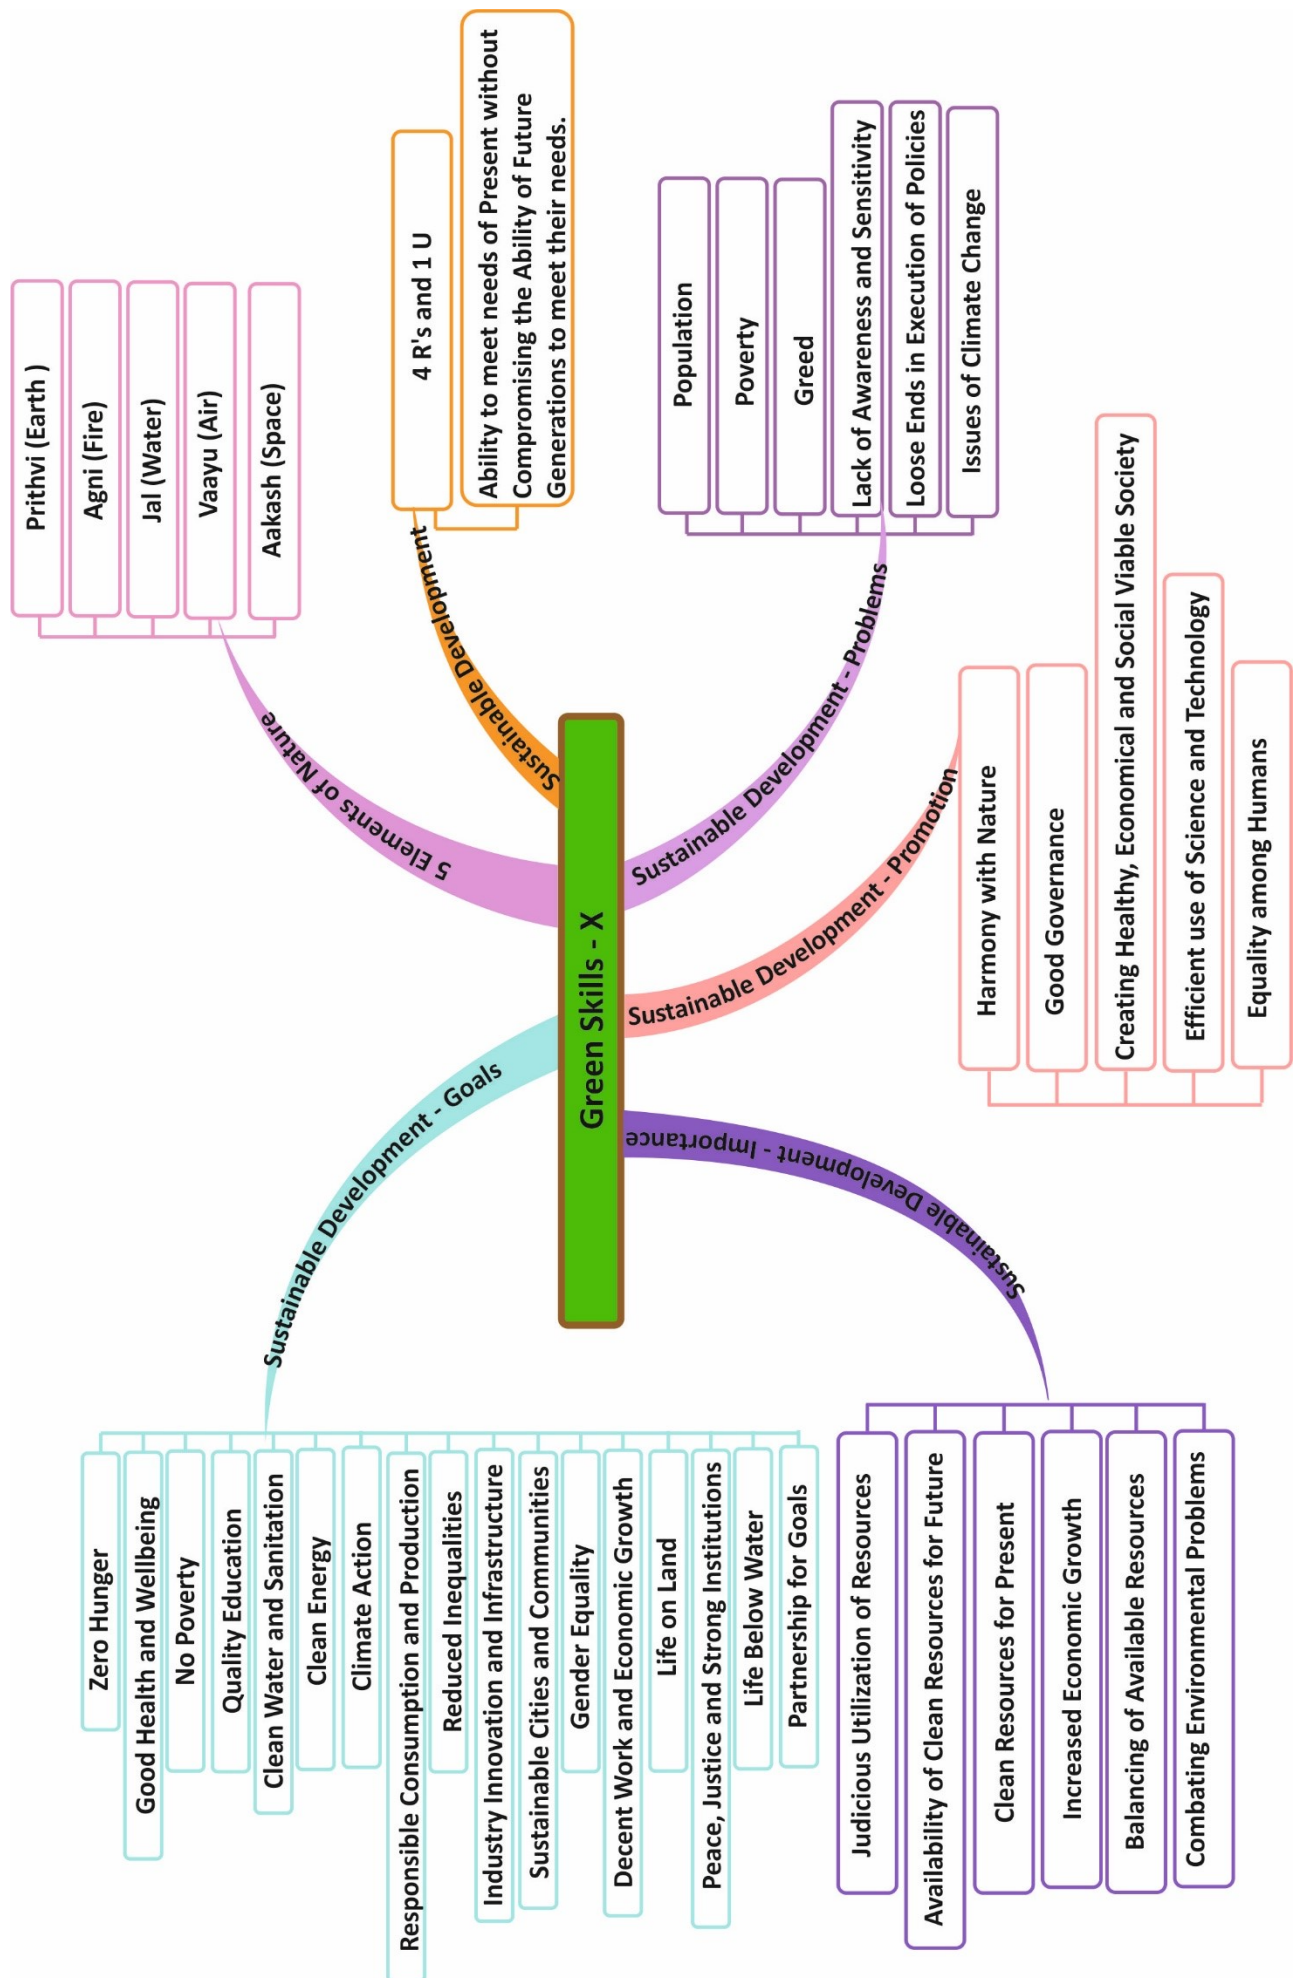 Green Skills - X
5 Elements of Nature
Prithvi (Earth )
Agni (Fire)
Jal (Water)
Vaayu (Air)
Aakash (Space)
Sustainable Development
4 R's and 1 U
Ability to meet needs of Present without
Compromising the Ability of Future
Generations to meet their needs.
Sustainable Development - Problems
Population
Poverty
Greed
Lack of Awareness and Sensitivity
Loose Ends in Execution of Policies
Issues of Climate Change
Sustainable Development - Promotion
Harmony with Nature
Good Governance
Creating Healthy, Economical and Social Viable Society
Efficient use of Science and Technology
Equality among Humans
Sustainable Development - Importance
Judicious Utilization of Resources
Availability of Clean Resources for Future
Clean Resources for Present
Increased Economic Growth
Balancing of Available Resources
Combating Environmental Problems
Sustainable Development - Goals
Zero Hunger
Good Health and Wellbeing
No Poverty
Quality Education
Clean Water and Sanitation
Clean Energy
Climate Action
Responsible Consumption and Production
Reduced Inequalities
Industry Innovation and Infrastructure
Sustainable Cities and Communities
Gender Equality
Decent Work and Economic Growth
Life on Land
Peace, Justice and Strong Institutions
Life Below Water
Partnership for Goals